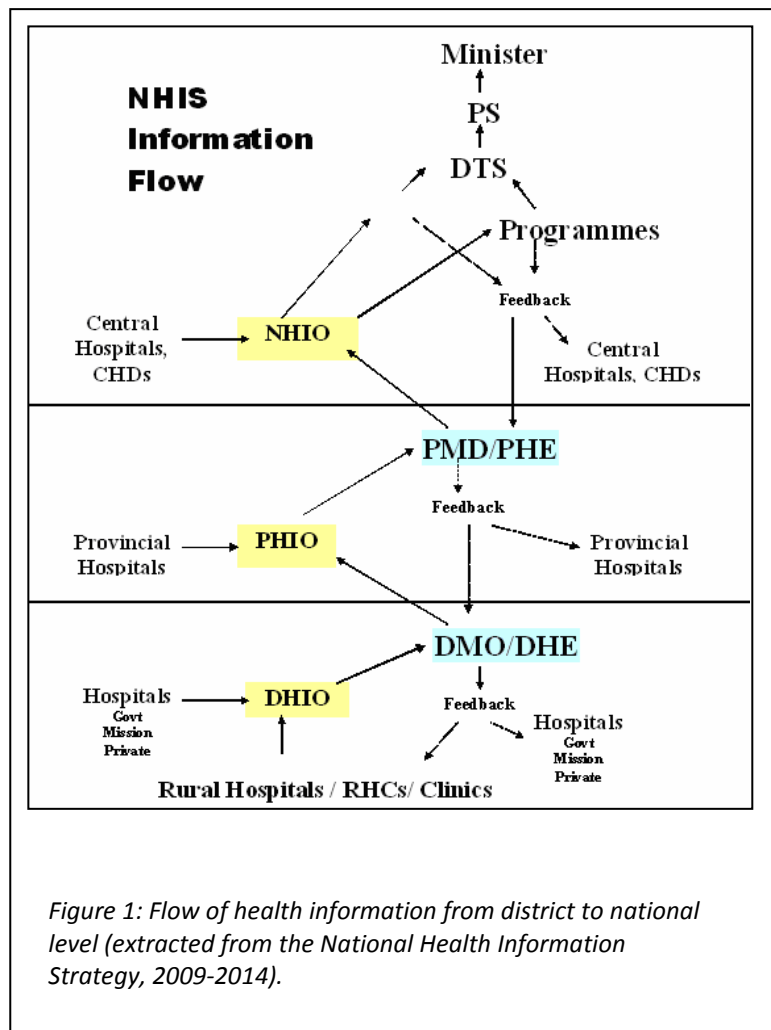 Minister
NHIS
Information
Flow
PS
DTS
Programmes
Feedback
Central
Hospitals,
CHDs
NHIO
Central
Hospitals, CHDs
PMD/PHE
Feedback
Provincial
Hospitals
PHIO
Provincial
Hospitals
DMO/DHE
Hospitals
Govt
Mission
Private
DHIO
Feedback
Hospitals
Govt
Mission
Private
Rural Hospitals / RHCs/ Clinics
Figure 1: Flow of health information from district to national
level (extracted from the National Health Information
Strategy, 2009-2014).